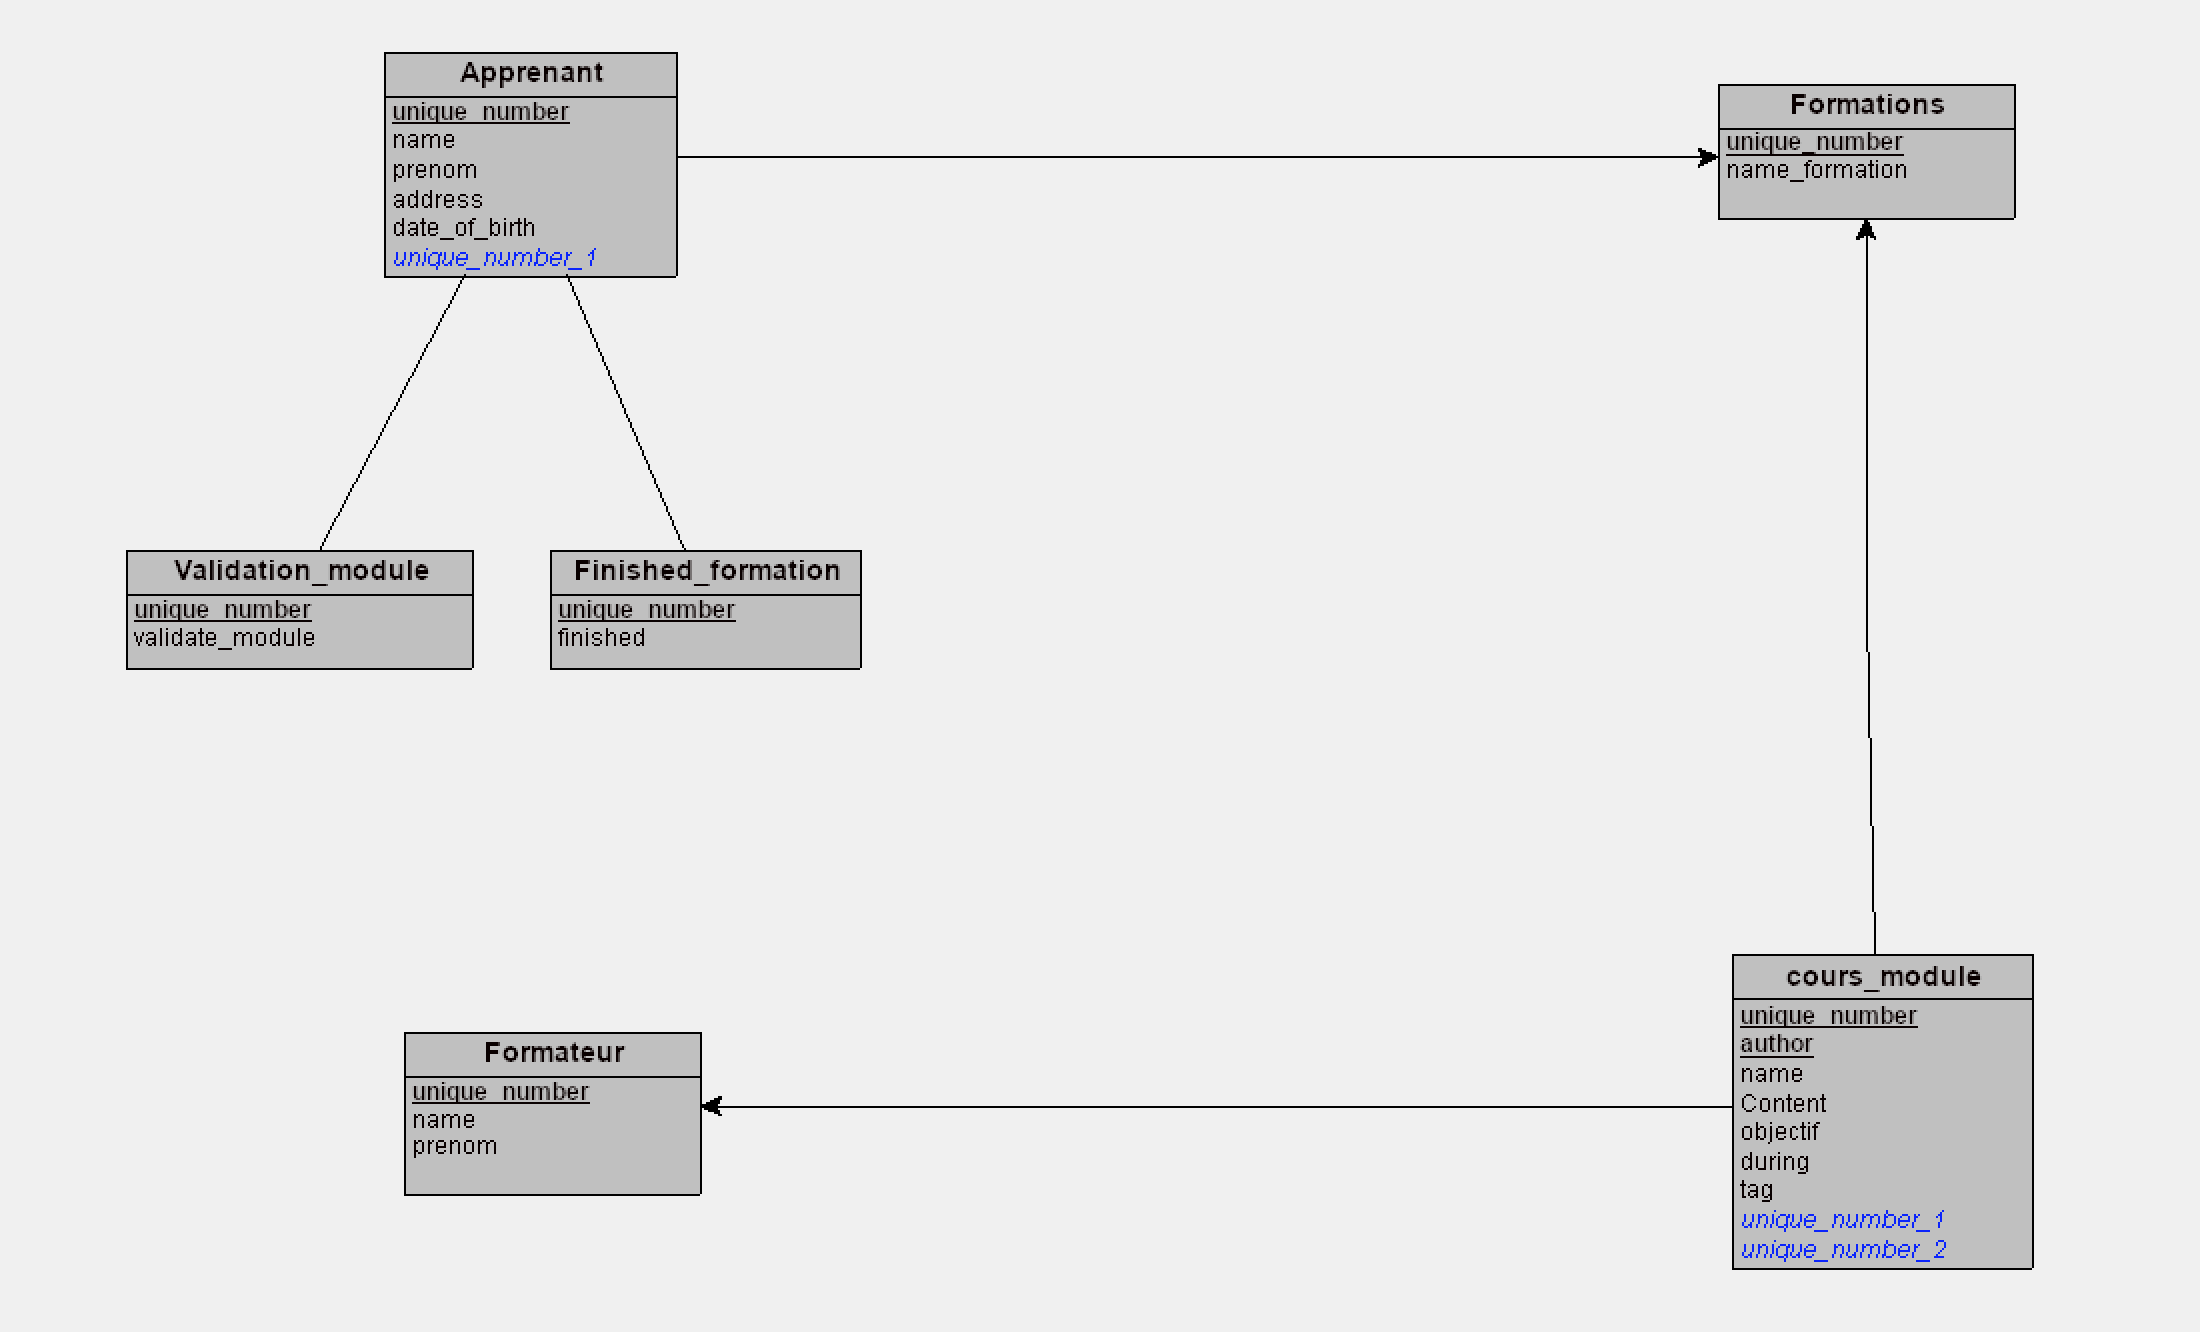 Apprenant
unique_number
name
prenom
address
date_of_birth
unique_number_1
Formations
unique_number
name_formation
Validation_module
unique_number
validate_module
Finished_formation
unique_number
finished
Formateur
unique_number
name
prenom
cours_module
unique_number
author
name
Content
objectif
during
tag
unique_number_1
unique_number_2